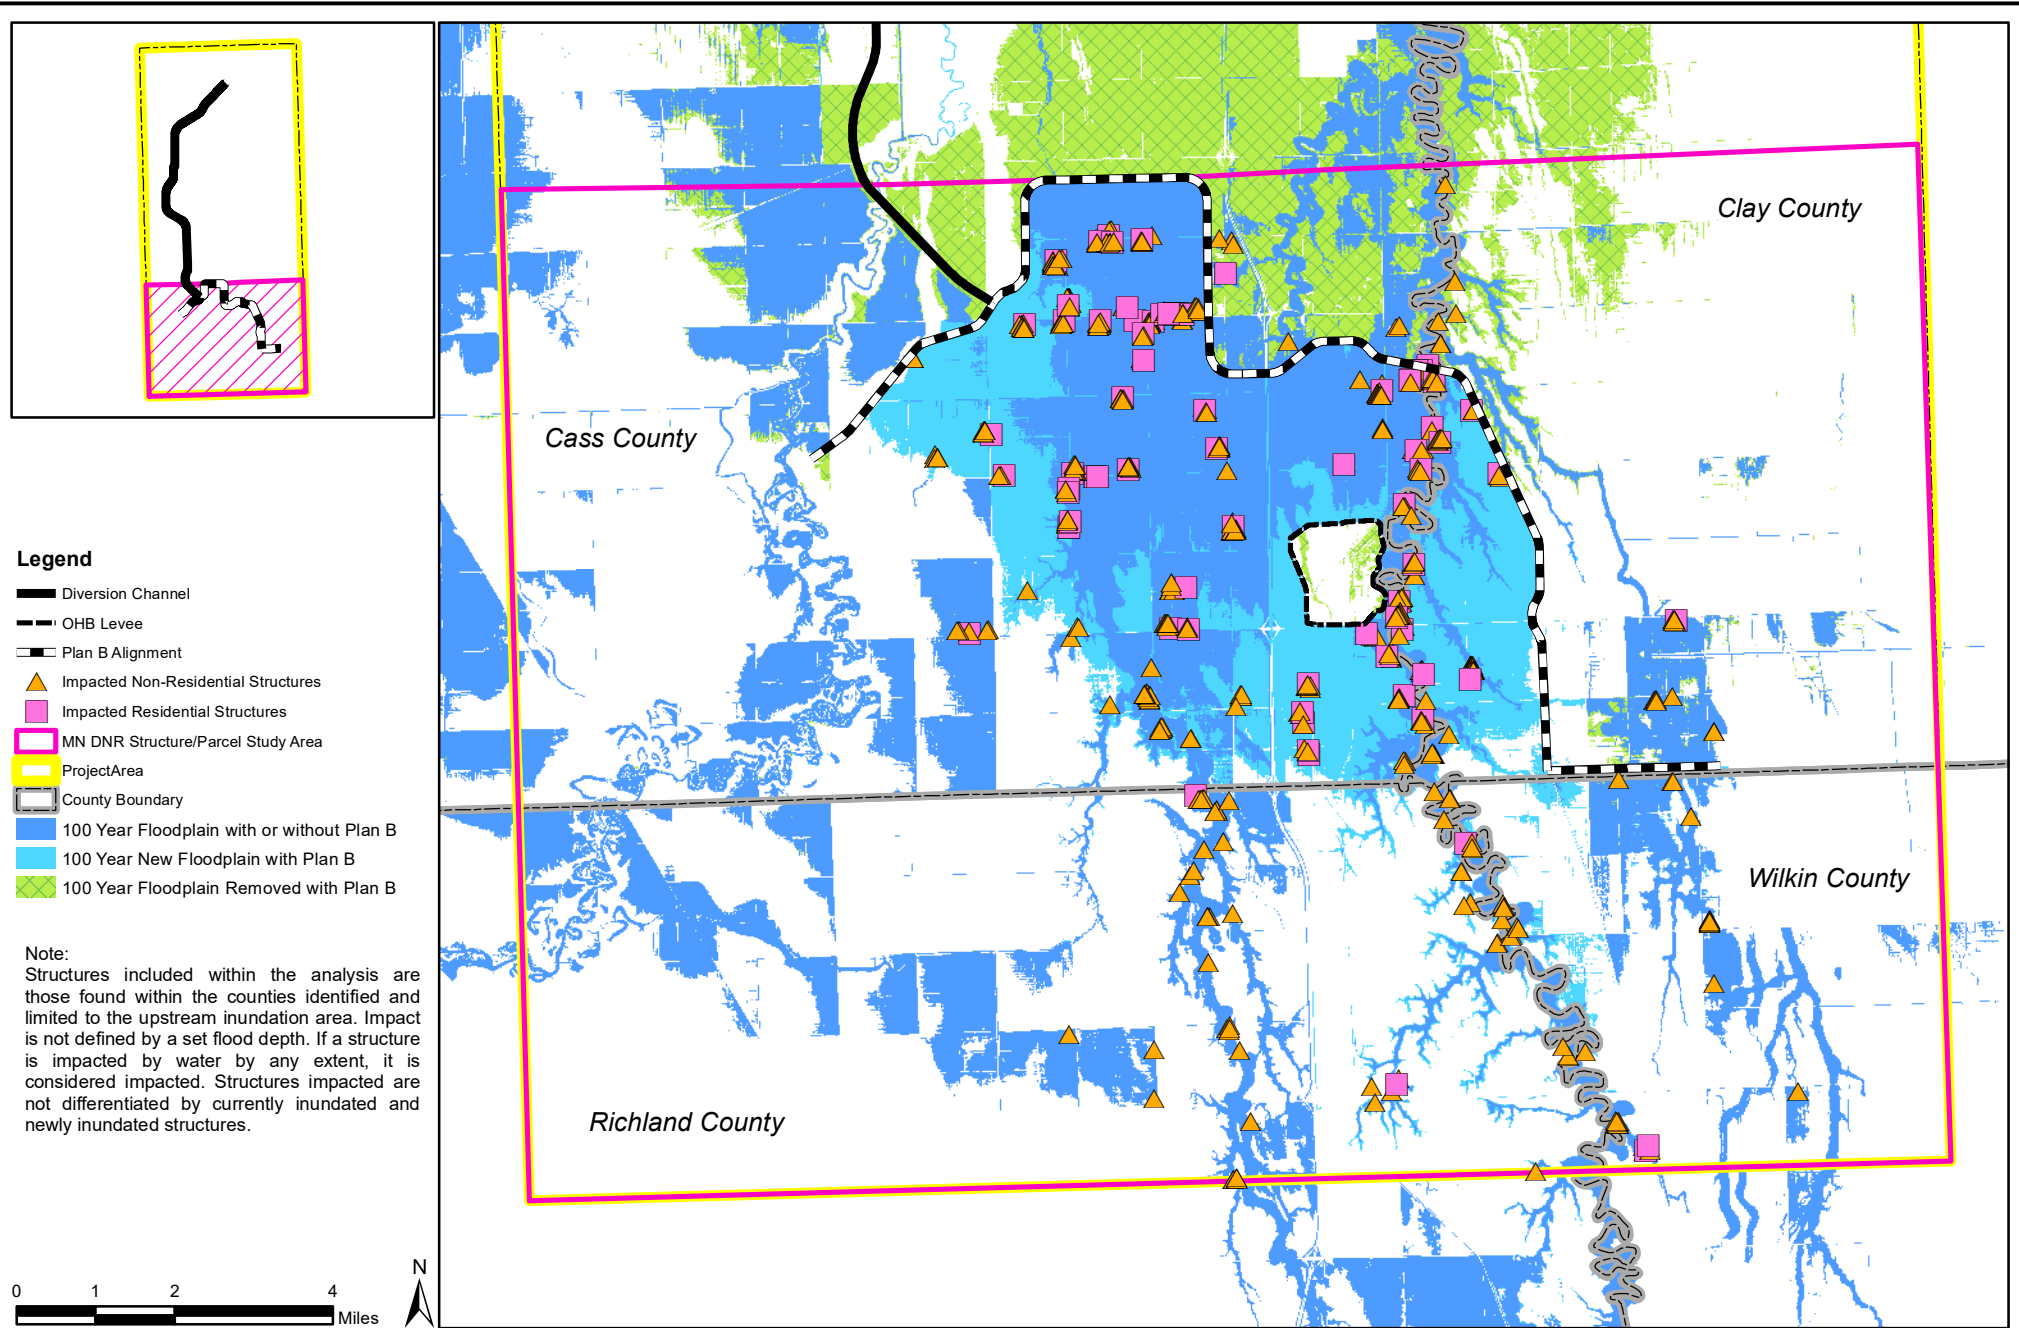 Clay County
Cass County
Wilkin County
Richland County
Legend
Diversion Channel
OHB Levee
Plan B Alignment
Impacted Non-Residential Structures
Impacted Residential Structures
MN DNR Structure/Parcel Study Area
ProjectArea
County Boundary
100 Year Floodplain with or without Plan B
100 Year New Floodplain with Plan B
100 Year Floodplain Removed with Plan B
Note:
Structures included within the analysis are
those found within the counties identified and
limited to the upstream inundation area. Impact
is not defined by a set flood depth. If a structure
is impacted by water by any extent, it is
considered impacted. Structures impacted are
not differentiated by currently inundated and
newly inundated structures.
N
0 1 2 4
Miles